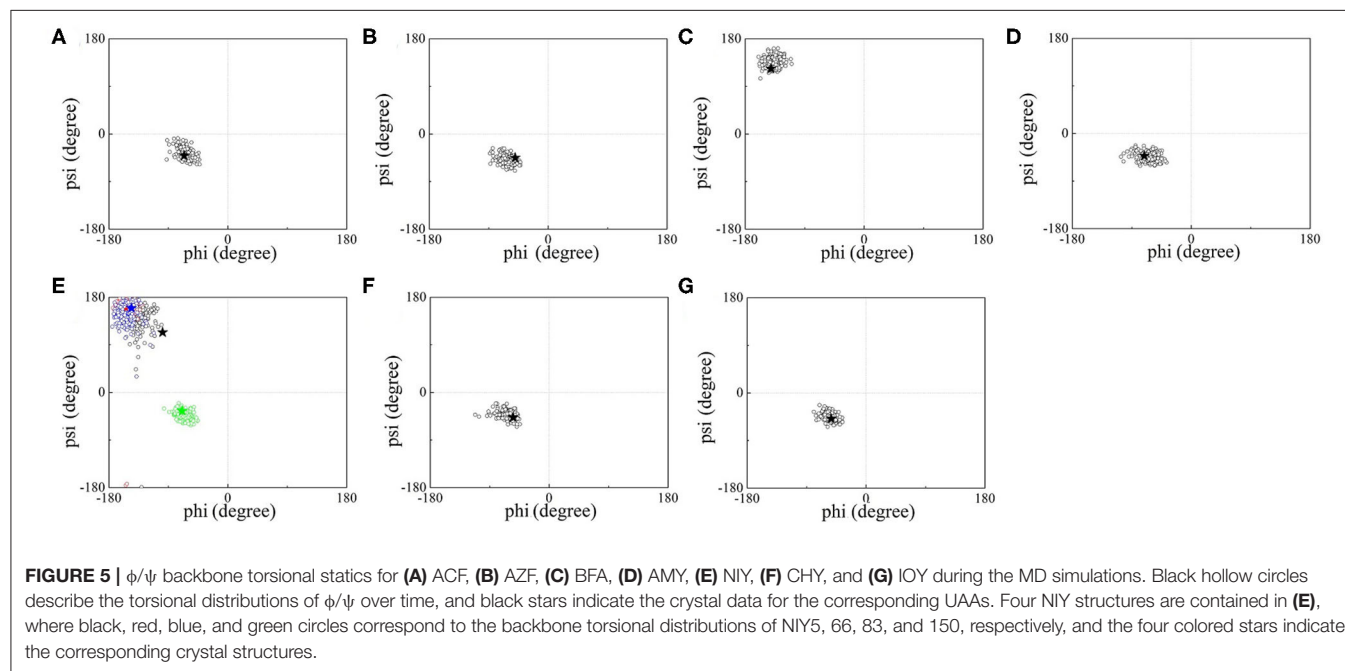 A
B
C
D
180
180
180
180
psi (degree)
psi (degree)
psi (degree)
psi (degree)
0
0
0
0
-180
-180
-180
-180
-180 0 180
-180 0 180
-180 0 180
-180 0 180
phi (degree)
phi (degree)
phi (degree)
phi (degree)
E
F
G
180
180
180
psi (degree)
psi (degree)
psi (degree)
0
0
0
-180
-180
-180
-180 0 180
-180 0 180
-180 0 180
phi (degree)
phi (degree)
phi (degree)
FIGURE 5 | ϕ/ψ backbone torsional statics for (A) ACF, (B) AZF, (C) BFA, (D) AMY, (E) NIY, (F) CHY, and (G) IOY during the MD simulations. Black hollow circles
describe the torsional distributions of ϕ/ψ over time, and black stars indicate the crystal data for the corresponding UAAs. Four NIY structures are contained in (E),
where black, red, blue, and green circles correspond to the backbone torsional distributions of NIY5, 66, 83, and 150, respectively, and the four colored stars indicate
the corresponding crystal structures.